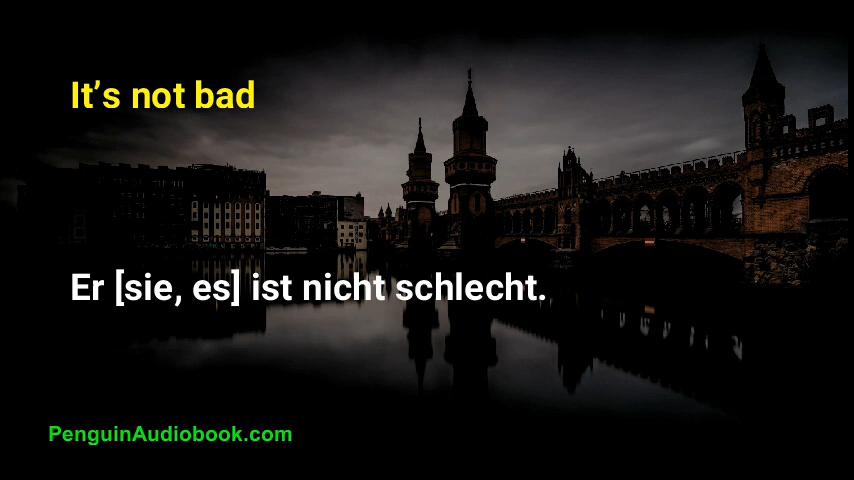 It’s not bad
Er [sie, es] ist nicht schlecht.
PenguinAudiobook.com